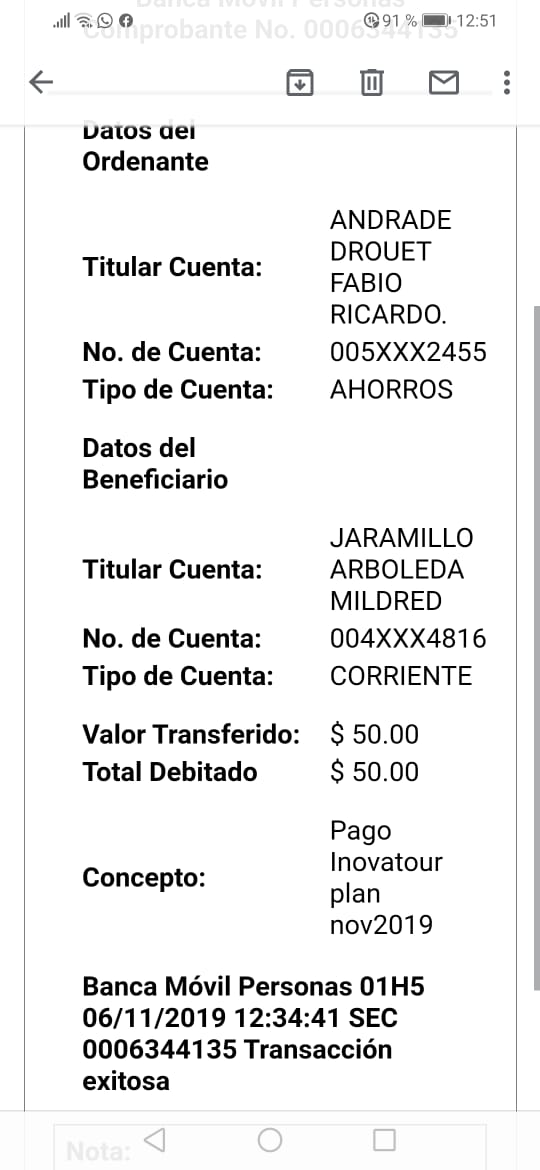 Banca Móvil Personas
Comprobante No. 0006344135
91 % 12:51
Datos del
Ordenante
Titular Cuenta:
ANDRADE
DROUET
FABIO
RICARDO.
No. de Cuenta: 005XXX2455
Tipo de Cuenta: AHORROS
Datos del
Beneficiario
Titular Cuenta:
JARAMILLO
ARBOLEDA
MILDRED
No. de Cuenta: 004XXX4816
Tipo de Cuenta: CORRIENTE
Valor Transferido: $ 50.00
Total Debitado $ 50.00
Concepto:
Pago
Inovatour
plan
nov2019
Banca Móvil Personas 01H5
06/11/2019 12:34:41 SEC
0006344135 Transacción
exitosa
Nota: